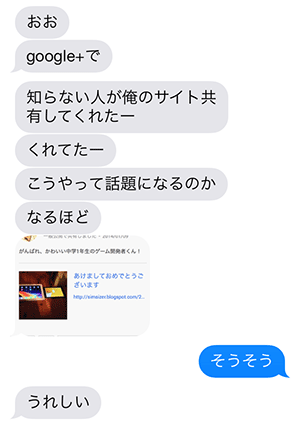 おお
google+で
知らない人が俺のサイト共
有してくれたー
くれてたー
こうやって話題になるのか
なるほど
がんばれ、かわいい中学1年生のゲーム開発者くん！
あけましておめでとうご
ざいます
http://simeizer.blogspot.com/2...
そうそう
うれしい